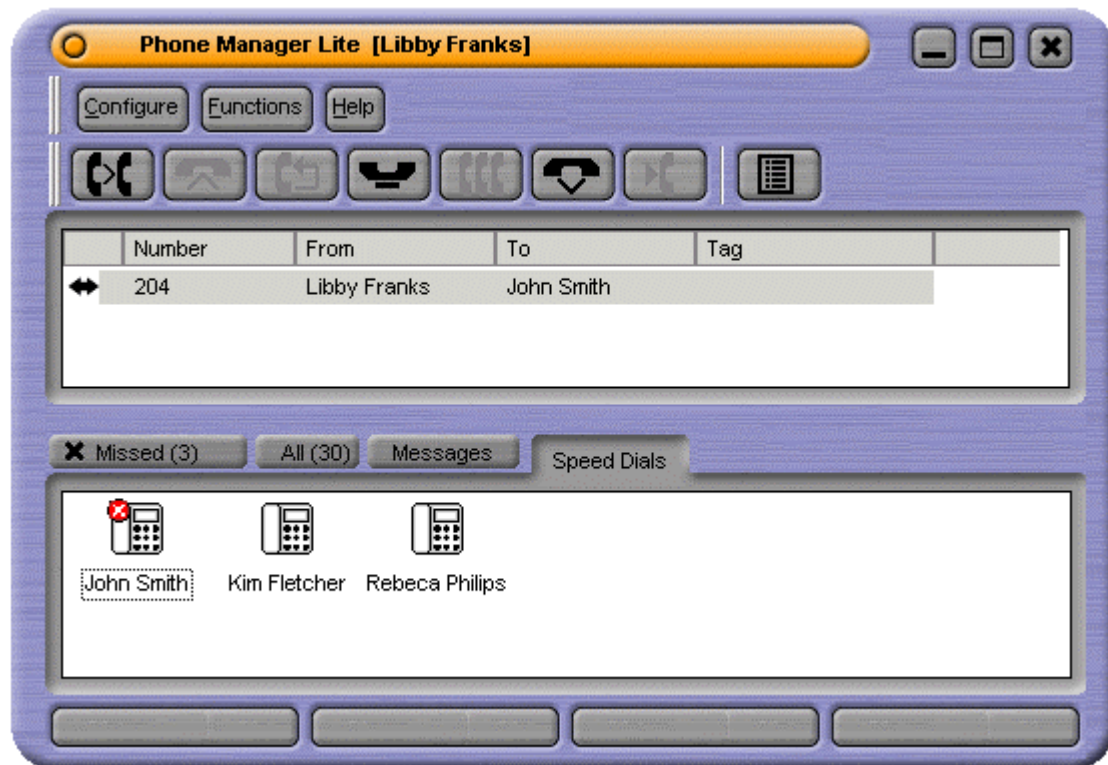 Phone Manager Lite [Libby Franks]
Configure Functions Help
Number From To Tag
204 Libby Franks John Smith
Missed (3) All (30) Messages Speed Dials
John Smith Kim Fletcher Rebeca Philips